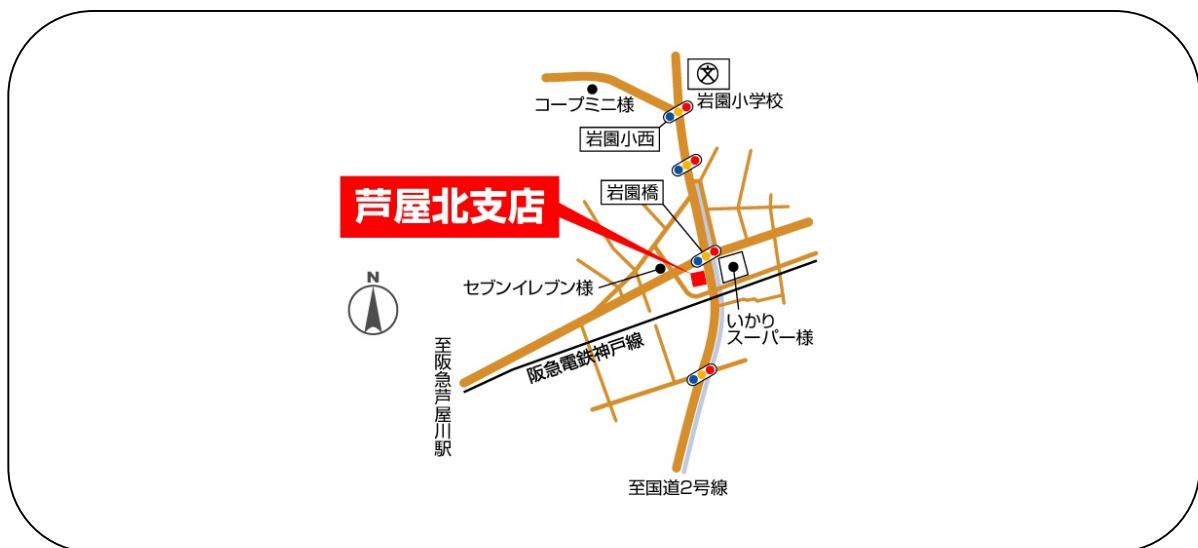 文
岩園小学校
コープミニ様
岩園小西
岩園橋
芦屋北支店
N
セブンイレブン様
いかり
スーパー様
阪急電鉄神戸線
至阪急芦屋川駅
至国道2号線